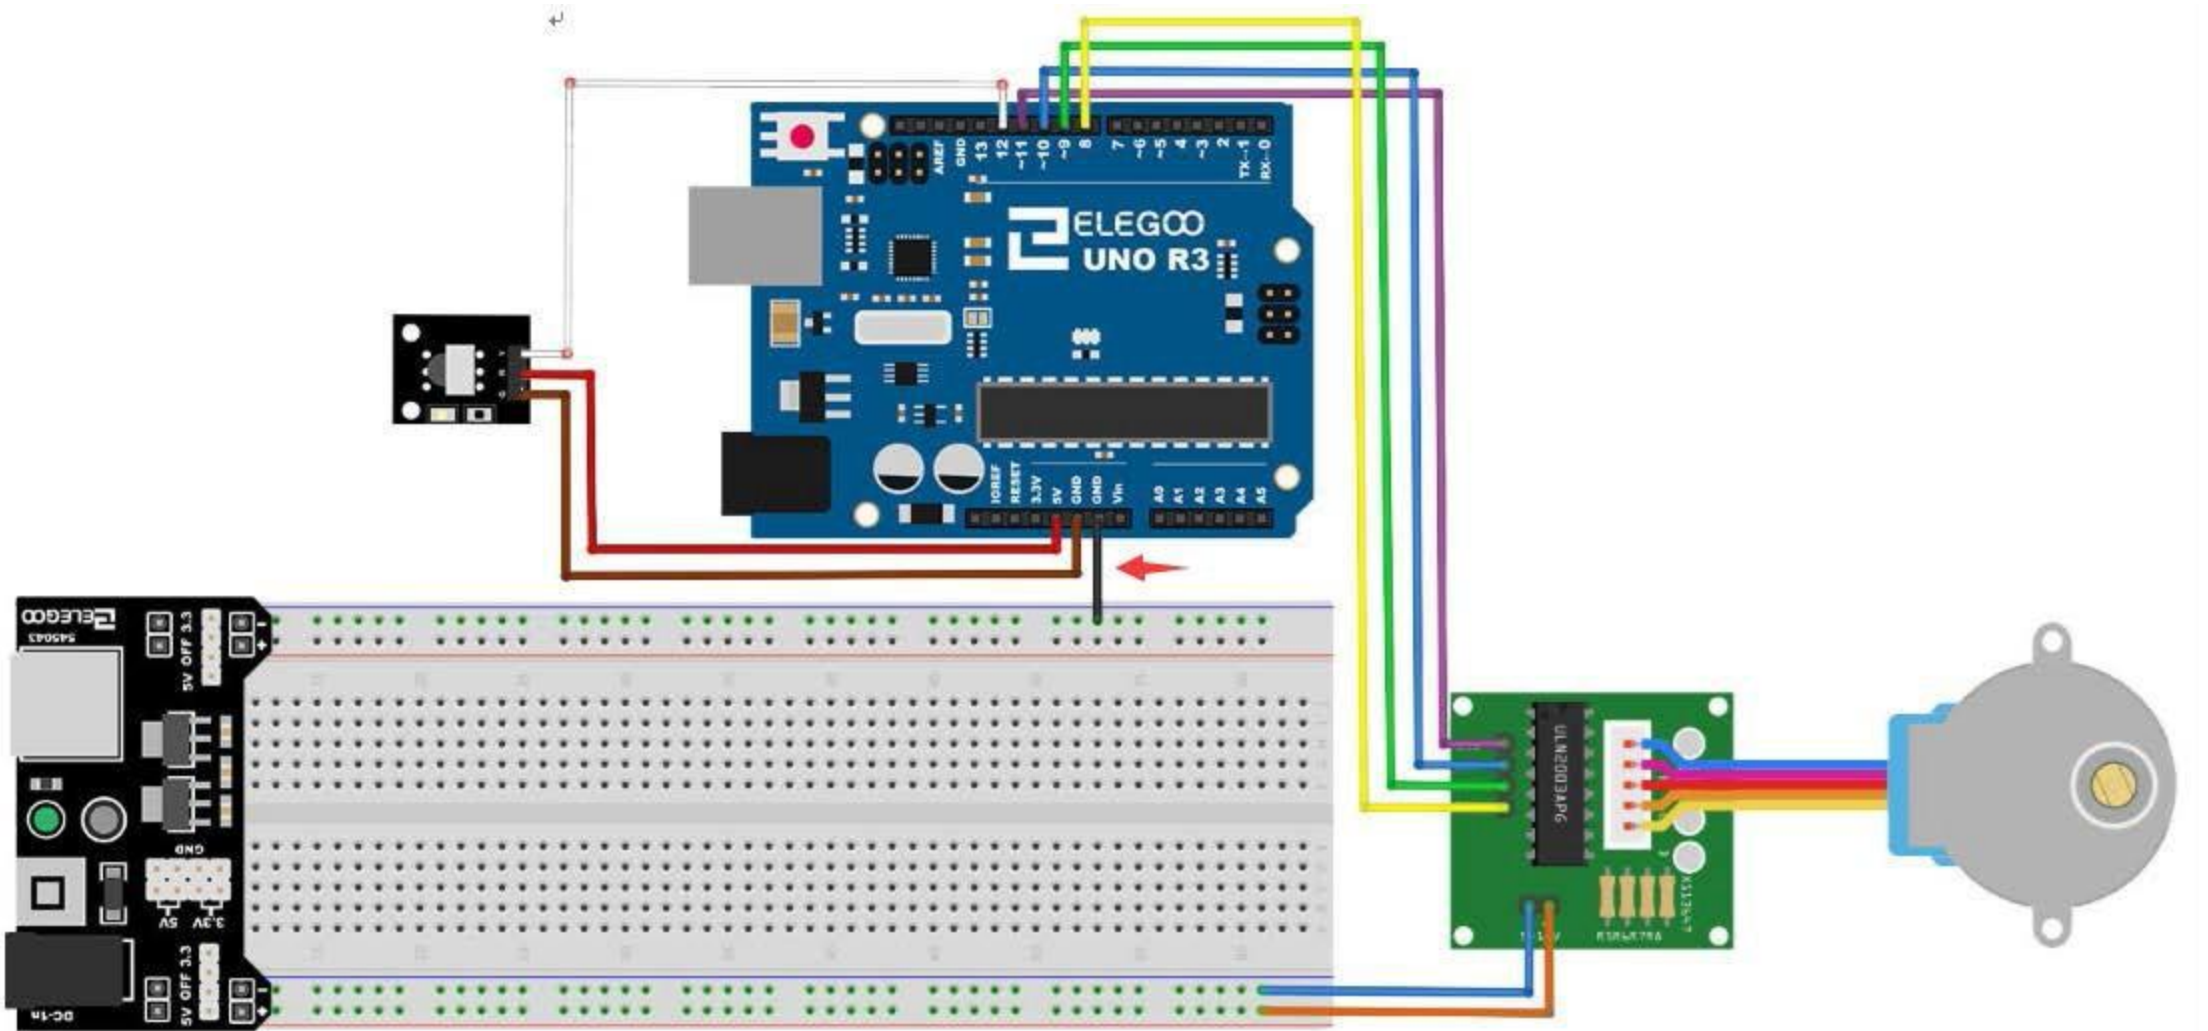 AREF
GND
13
12
~11
~10
~9
8
7
~6
~5
4
~3
2
TX→1
RX←0
ELEGOO
UNO R3
IOREF
RESET
3.3V
5V
GND
GND
Vin
A0
A1
A2
A3
A4
A5
ELEGOO
545043
5V OFF 3.3
-
+
GND
5V
3.3V
5V OFF 3.3
-
+
DC-1n
ULN2003APG